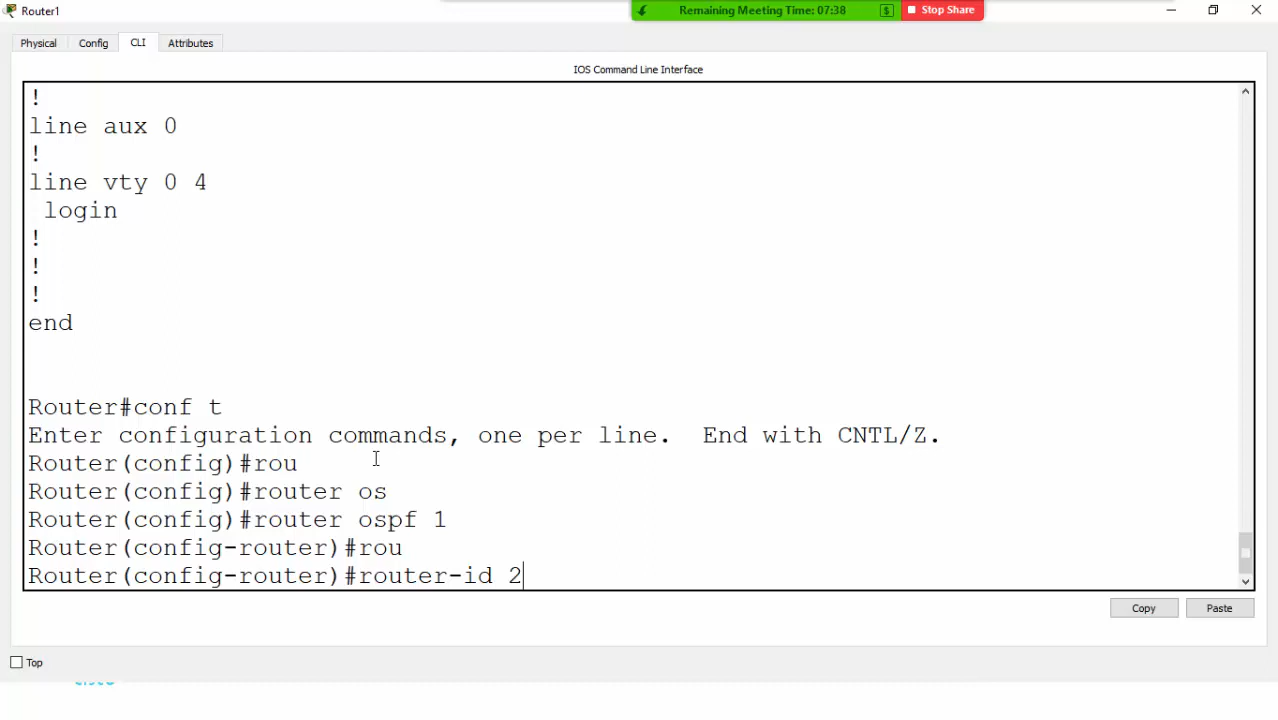 Router1
Remaining Meeting Time: 07:38
$
Stop Share
Physical
Config
CLI
Attributes
IOS Command Line Interface
!
line aux 0
!
line vty 0 4
login
!
!
!
end
Router#conf t
Enter configuration commands, one per line. End with CNTL/Z.
Router(config)#rou
Router(config)#router os
Router(config)#router ospf 1
Router(config-router)#rou
Router(config-router)#router-id 2
Copy
Paste
Top